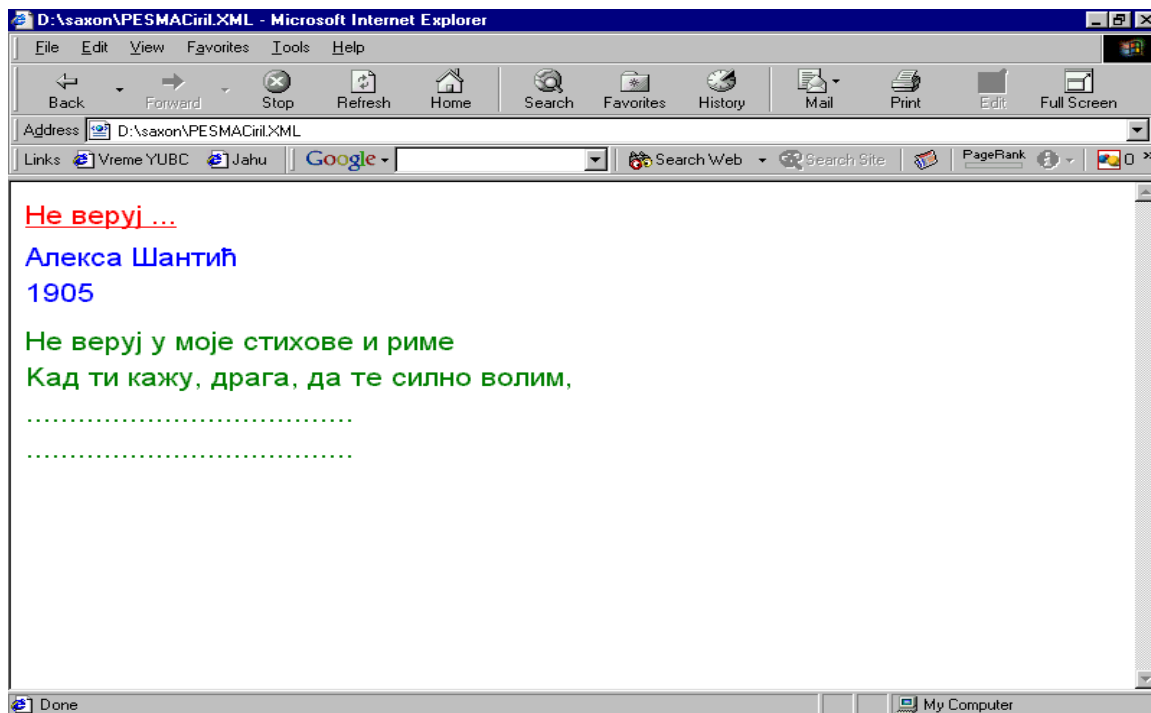 D:\saxon\PESMACiril.XML - Microsoft Internet Explorer
File Edit View Favorites Tools Help
Back Forward Stop Refresh Home Search Favorites History Mail Print Edit Full Screen
Address D:\saxon\PESMACiril.XML
Links Vreme YUBC Jahu Google Search Web Search Site PageRank 0 »
Не веруј ...
Алекса Шантић
1905
Не веруј у моје стихове и риме
Кад ти кажу, драга, да те силно волим,
......................................
......................................
Done My Computer